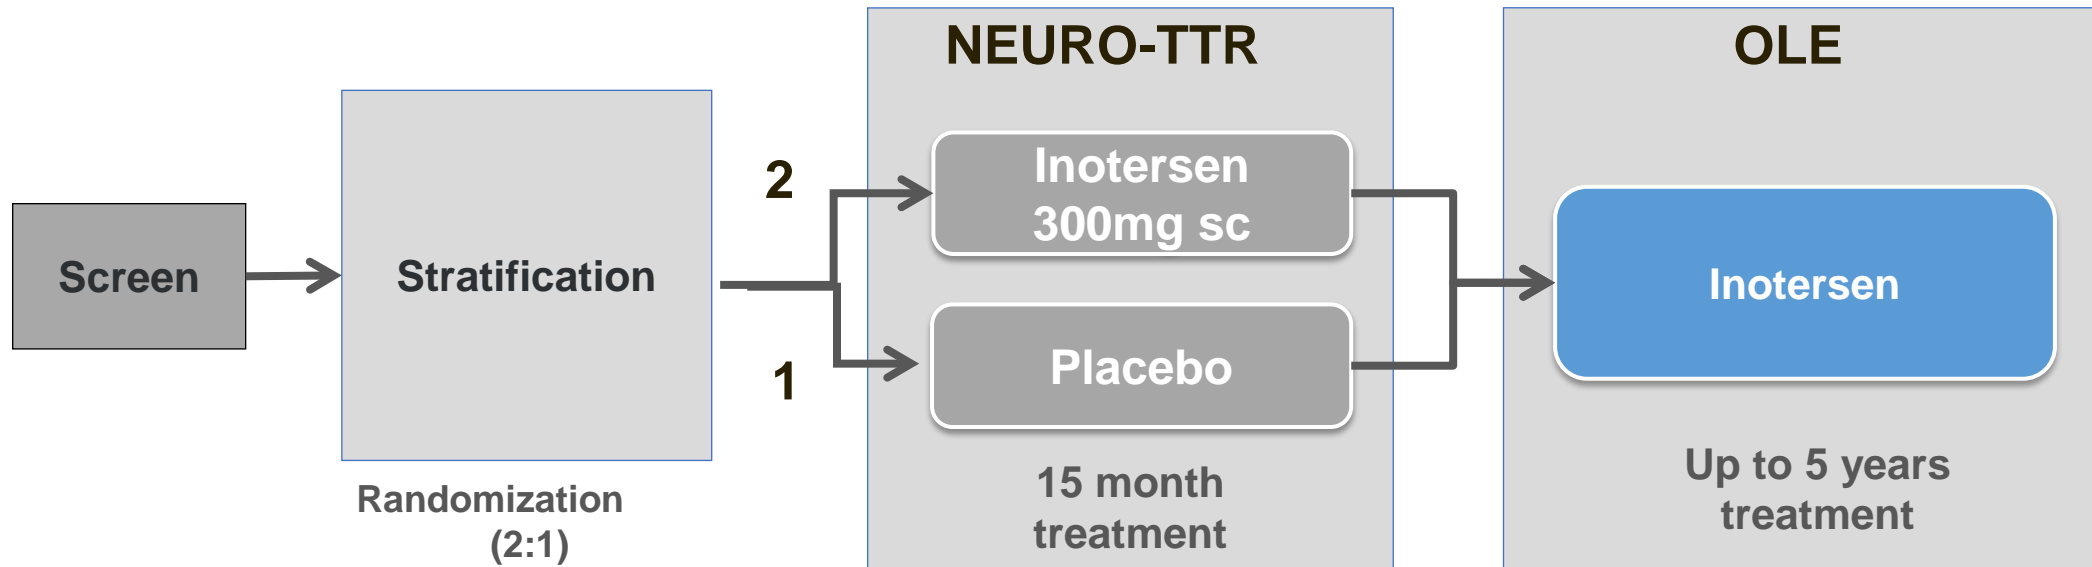 Screen
Stratification
Randomization
(2:1)
2
1
NEURO-TTR
Inotersen
300mg sc
Placebo
15 month
treatment
OLE
Inotersen
Up to 5 years
treatment